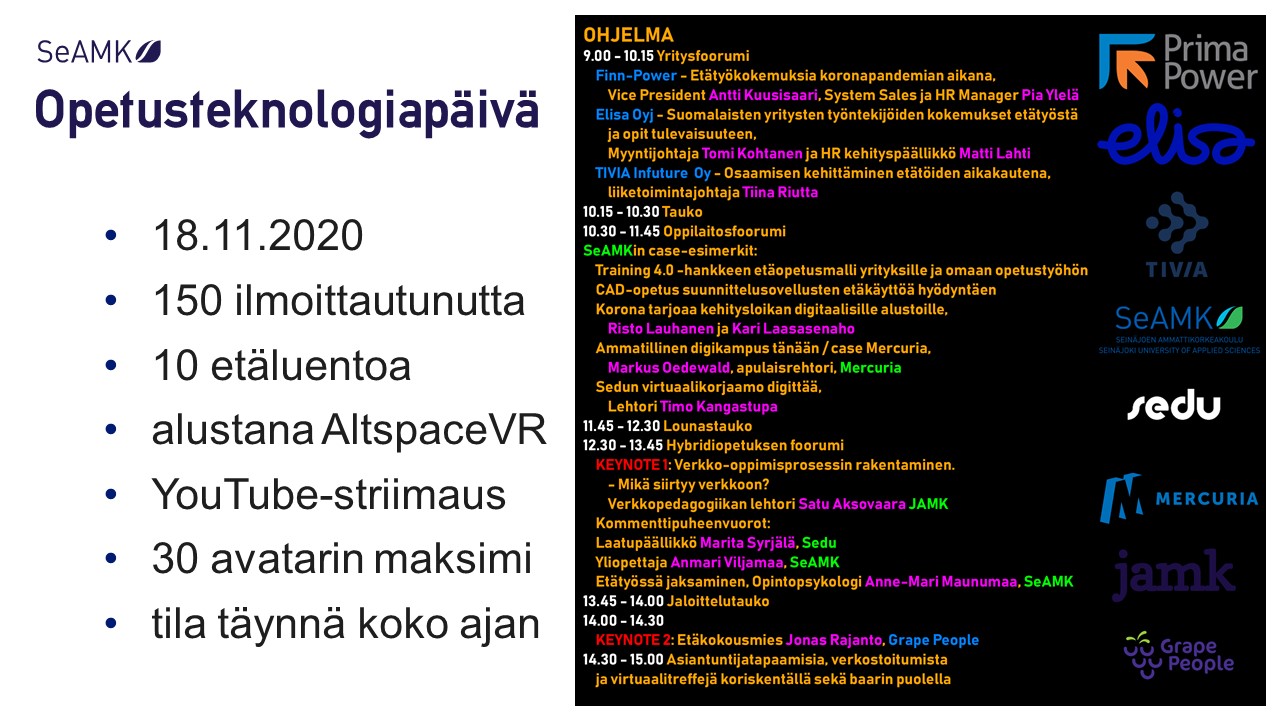 SeAMK
Opetusteknologiapäivä
• 18.11.2020
• 150 ilmoittautunutta
• 10 etäluentoa
• alustana AltspaceVR
• YouTube-striimaus
• 30 avatarin maksimi
• tila täynnä koko ajan
OHJELMA
9.00 - 10.15 Yritysfoorumi
Finn-Power - Etätyökokemuksia koronapandemian aikana,
Vice President Antti Kuusisaari, System Sales ja HR Manager Pia Ylelä
Elisa Oyj - Suomalaisten yritysten työntekijöiden kokemukset etätyöstä
ja opit tulevaisuuteen,
Myyntijohtaja Tomi Kohtanen ja HR kehityspäällikkö Matti Lahti
TIVIA Infuture Oy - Osaamisen kehittäminen etätöiden aikakautena,
liiketoimintajohtaja Tiina Riutta
10.15 - 10.30 Tauko
10.30 - 11.45 Oppilaitosfoorumi
SeAMKin case-esimerkit:
Training 4.0 -hankkeen etäopetusmalli yrityksille ja omaan opetustyöhön
CAD-opetus suunnittelusovellusten etäkäyttöä hyödyntäen
Korona tarjoaa kehitysloikan digitaalisille alustoille,
Risto Lauhanen ja Kari Laasasenaho
Ammatillinen digikampus tänään / case Mercuria,
Markus Oedewald, apulaisrehtori, Mercuria
Sedun virtuaalikorjaamo digittää,
Lehtori Timo Kangastupa
11.45 - 12.30 Lounastauko
12.30 - 13.45 Hybridiopetuksen foorumi
KEYNOTE 1: Verkko-oppimisprosessin rakentaminen.
- Mikä siirtyy verkkoon?
Verkkopedagogiikan lehtori Satu Aksovaara JAMK
Kommenttipuheenvuorot:
Laatupäällikkö Marita Syrjälä, Sedu
Yliopettaja Anmari Viljamaa, SeAMK
Etätyössä jaksaminen, Opintopsykologi Anne-Mari Maunumaa, SeAMK
13.45 - 14.00 Jaloittelutauko
14.00 - 14.30
KEYNOTE 2: Etäkokousmies Jonas Rajanto, Grape People
14.30 - 15.00 Asiantuntijatapaamisia, verkostoitumista
ja virtuaalitreffejä koriskentällä sekä baarin puolella
Prima
Power
elisa
TIVIA
SeAMK
SEINÄJOEN AMMATTIKORKEAKOULU
SEINÄJOKI UNIVERSITY OF APPLIED SCIENCES
sedu
MERCURIA
jamk
Grape
People